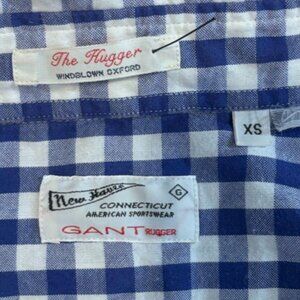 The Hugger
WINDBLOWN OXFORD
XS
New Haven
G
CONNECTICUT
AMERICAN SPORTSWEAR
GANT RUGGER